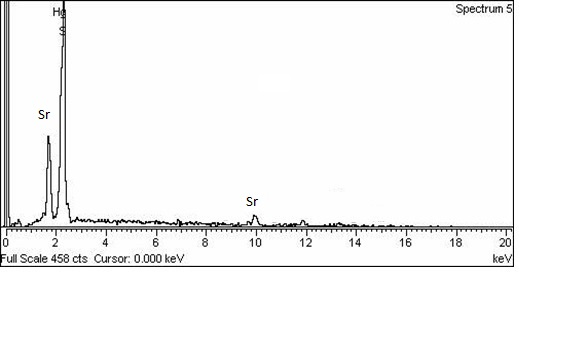 Spectrum 5
Hg
S
Sr
Sr
0 2 4 6 8 10 12 14 16 18 20
Full Scale 458 cts Cursor: 0.000 keV keV